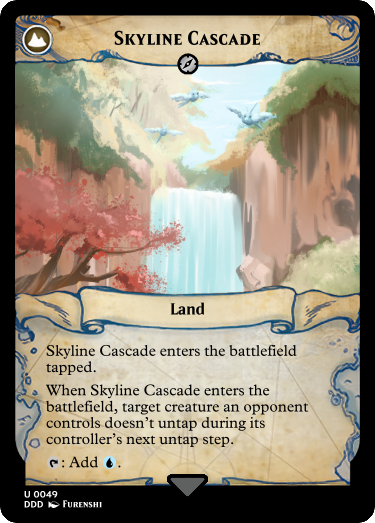 Skyline Cascade
Land
Skyline Cascade enters the battlefield
tapped.
When Skyline Cascade enters the
battlefield, target creature an opponent
controls doesn't untap during its
controller's next untap step.
: Add .
U 0049
DDD Furenshi